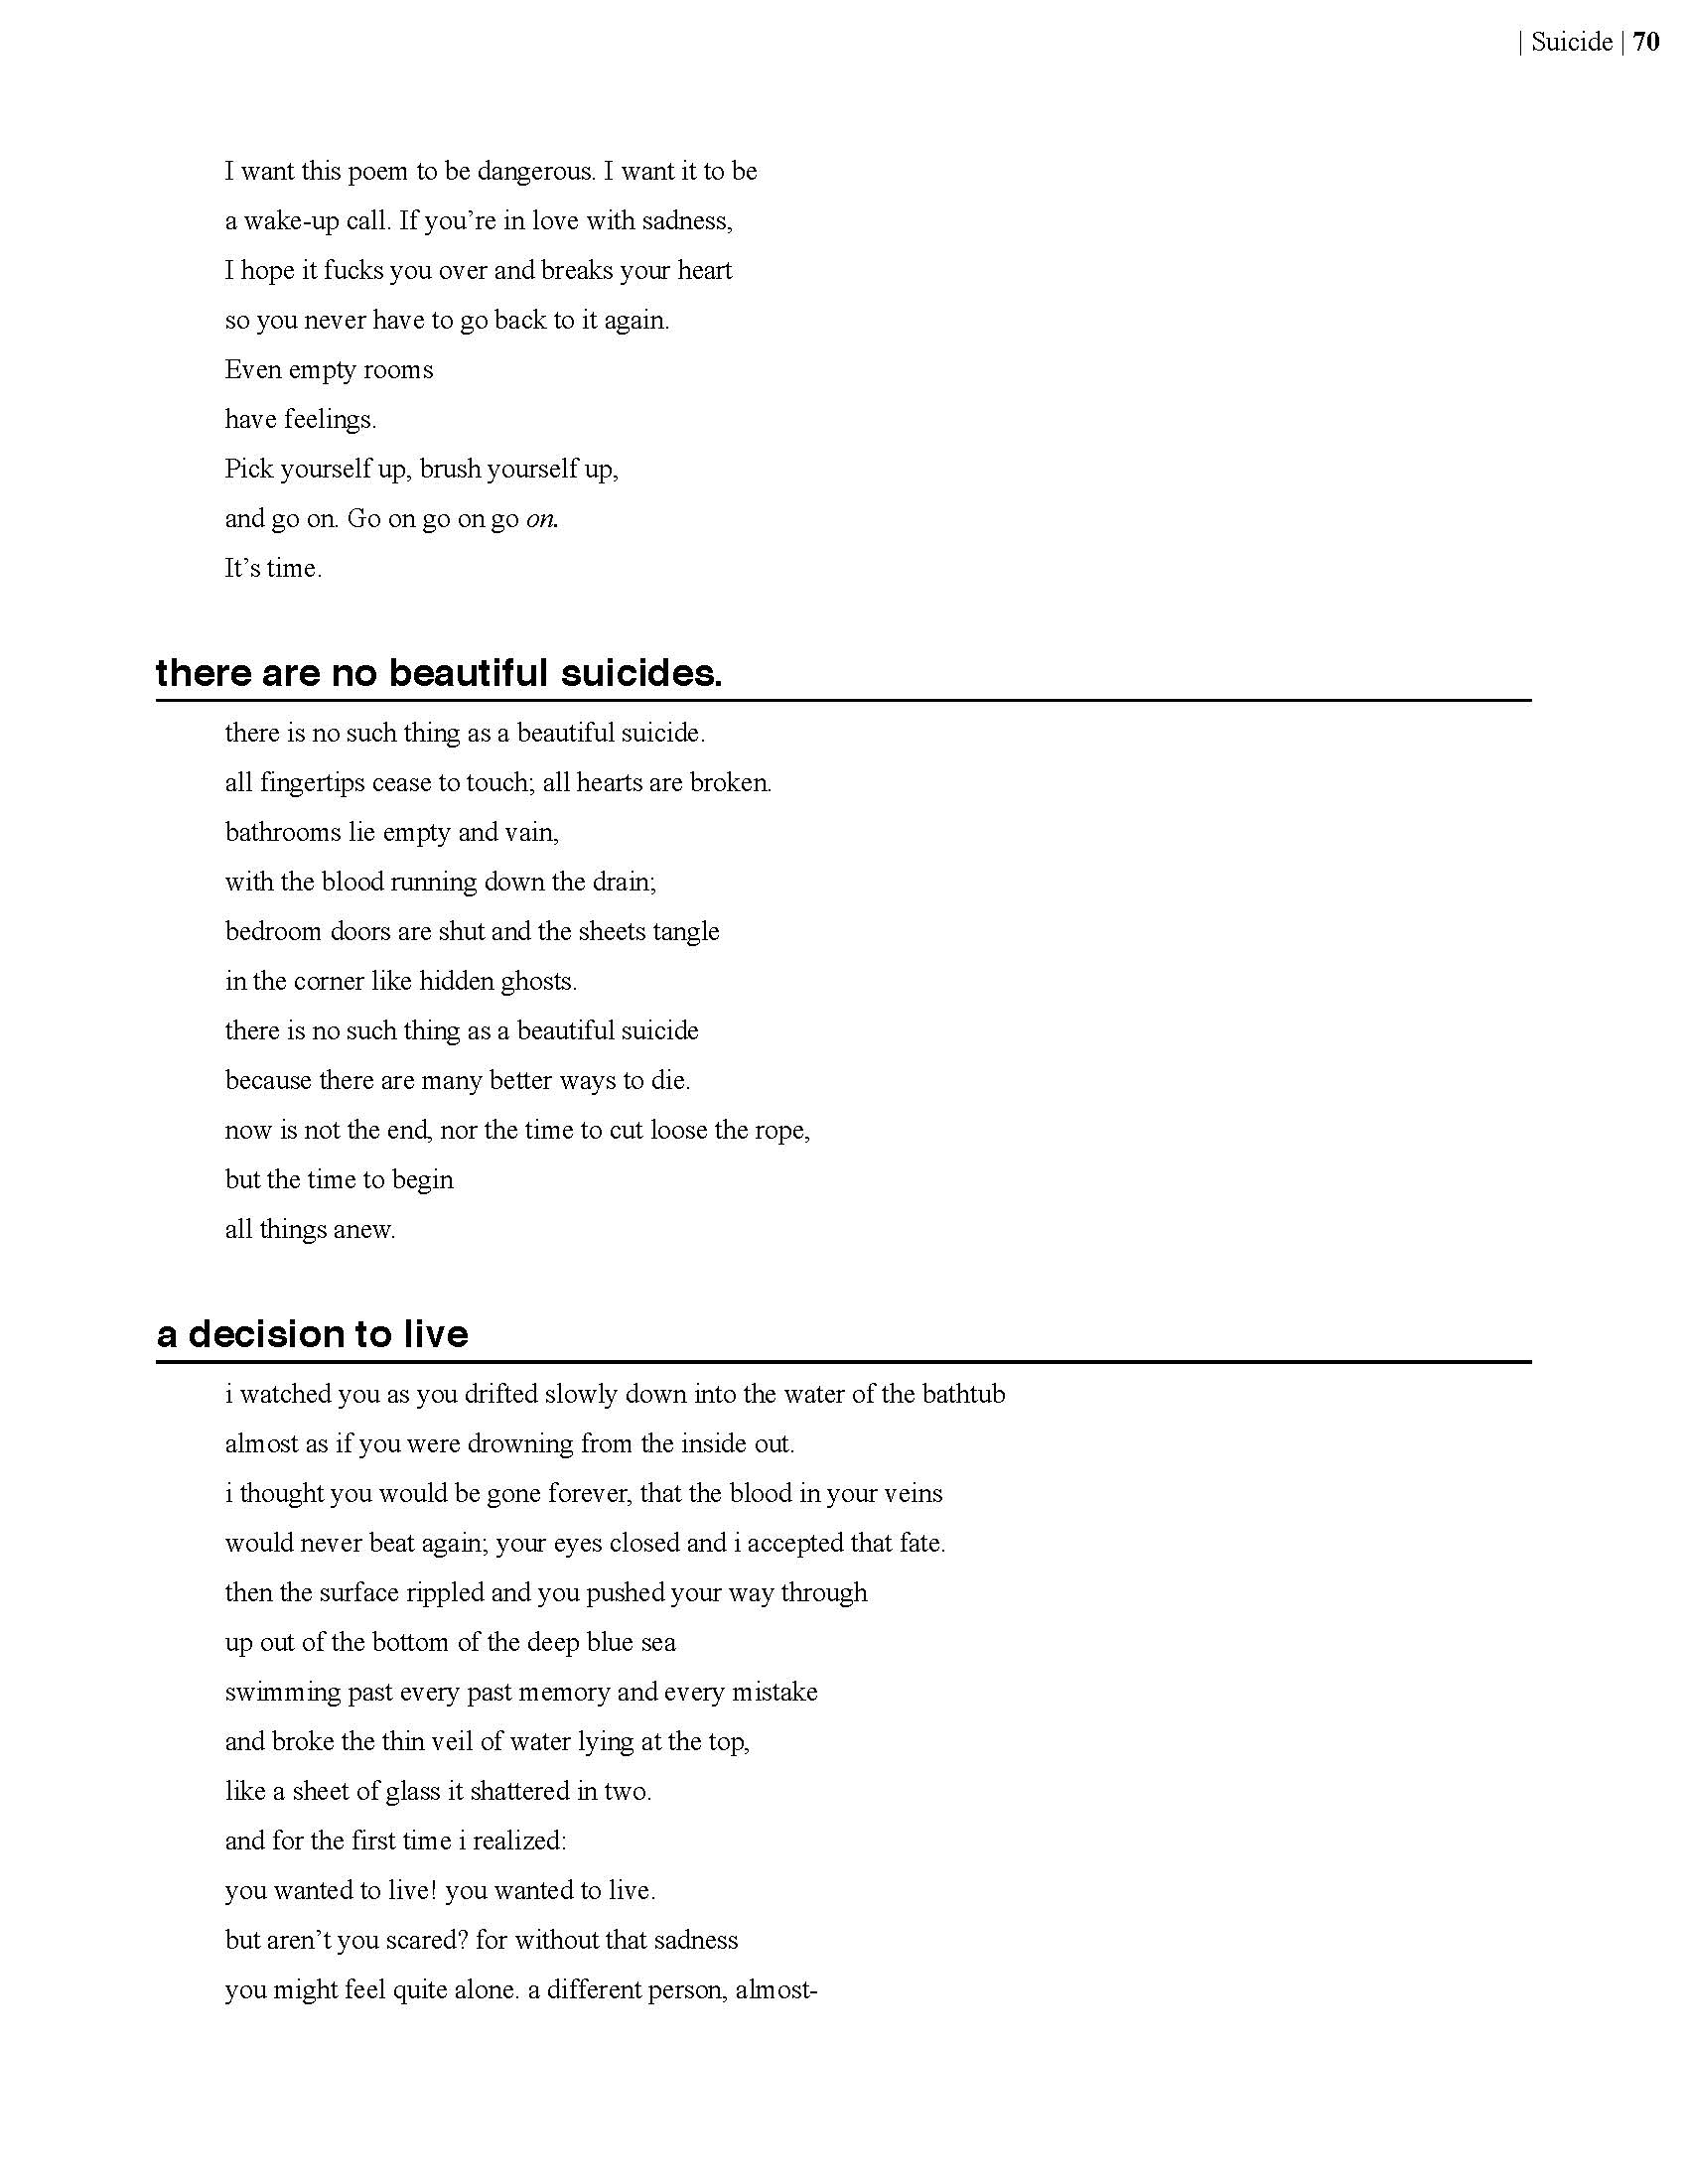 | Suicide | 70
I want this poem to be dangerous. I want it to be
a wake-up call. If you’re in love with sadness,
I hope it fucks you over and breaks your heart
so you never have to go back to it again.
Even empty rooms
have feelings.
Pick yourself up, brush yourself up,
and go on. Go on go on go on.
It’s time.
there are no beautiful suicides.
there is no such thing as a beautiful suicide.
all fingertips cease to touch; all hearts are broken.
bathrooms lie empty and vain,
with the blood running down the drain;
bedroom doors are shut and the sheets tangle
in the corner like hidden ghosts.
there is no such thing as a beautiful suicide
because there are many better ways to die.
now is not the end, nor the time to cut loose the rope,
but the time to begin
all things anew.
a decision to live
i watched you as you drifted slowly down into the water of the bathtub
almost as if you were drowning from the inside out.
i thought you would be gone forever, that the blood in your veins
would never beat again; your eyes closed and i accepted that fate.
then the surface rippled and you pushed your way through
up out of the bottom of the deep blue sea
swimming past every past memory and every mistake
and broke the thin veil of water lying at the top,
like a sheet of glass it shattered in two.
and for the first time i realized:
you wanted to live! you wanted to live.
but aren’t you scared? for without that sadness
you might feel quite alone. a different person, almost-